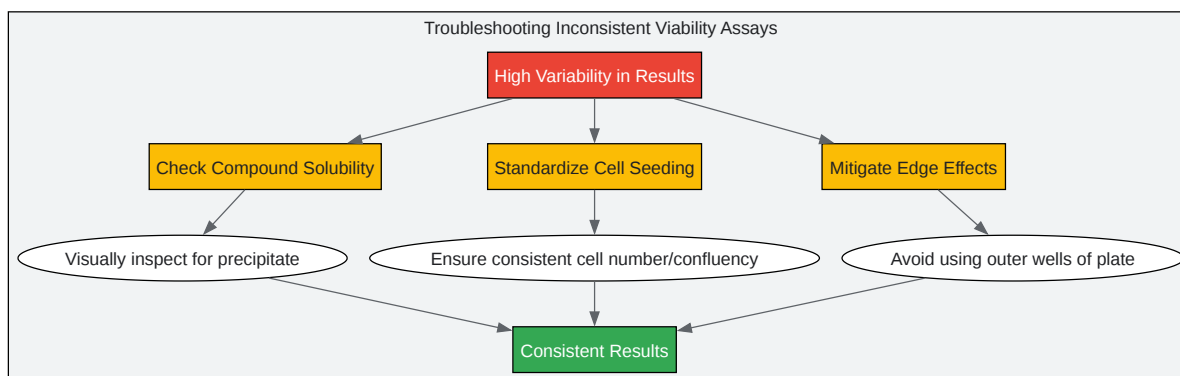 Troubleshooting Inconsistent Viability Assays
High Variability in Results
Check Compound Solubility
Standardize Cell Seeding
Mitigate Edge Effects
Visually inspect for precipitate
Ensure consistent cell number/confluency
Avoid using outer wells of plate
Consistent Results